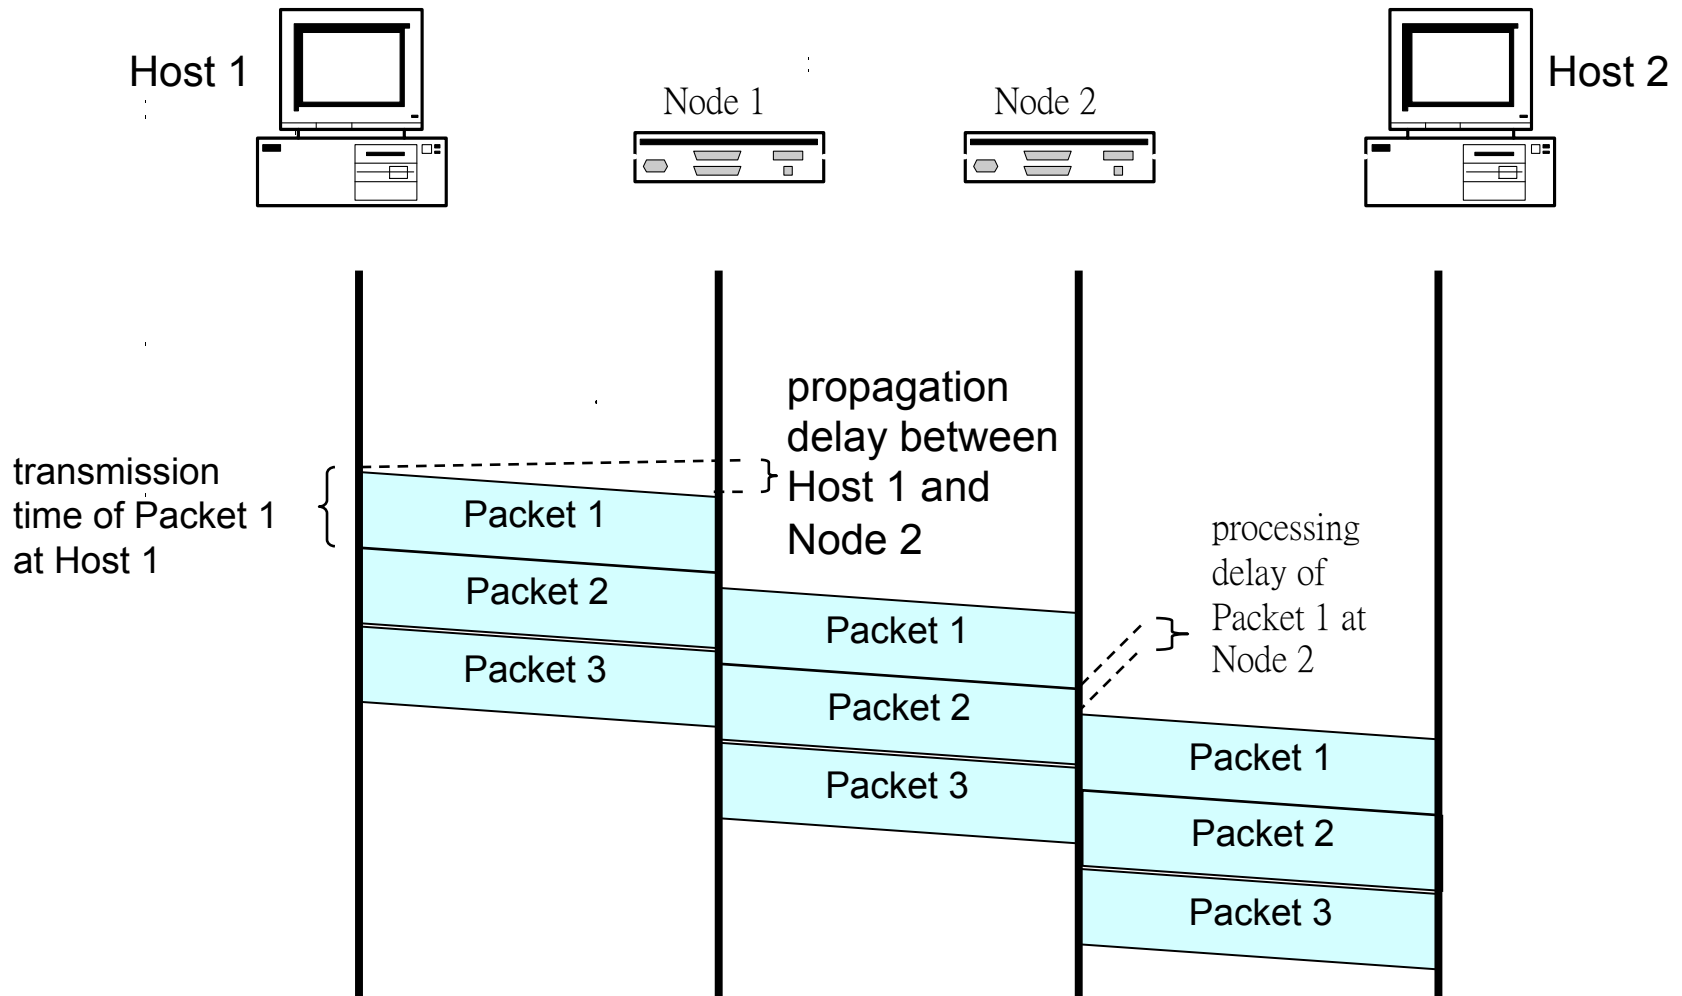 Host 1
Node 1
Node 2
Host 2
propagation
delay between
Host 1 and
Node 2
transmission
time of Packet 1
at Host 1
processing
delay of
Packet 1 at
Node 2
Packet 1
Packet 2
Packet 3
Packet 1
Packet 2
Packet 3
Packet 1
Packet 2
Packet 3